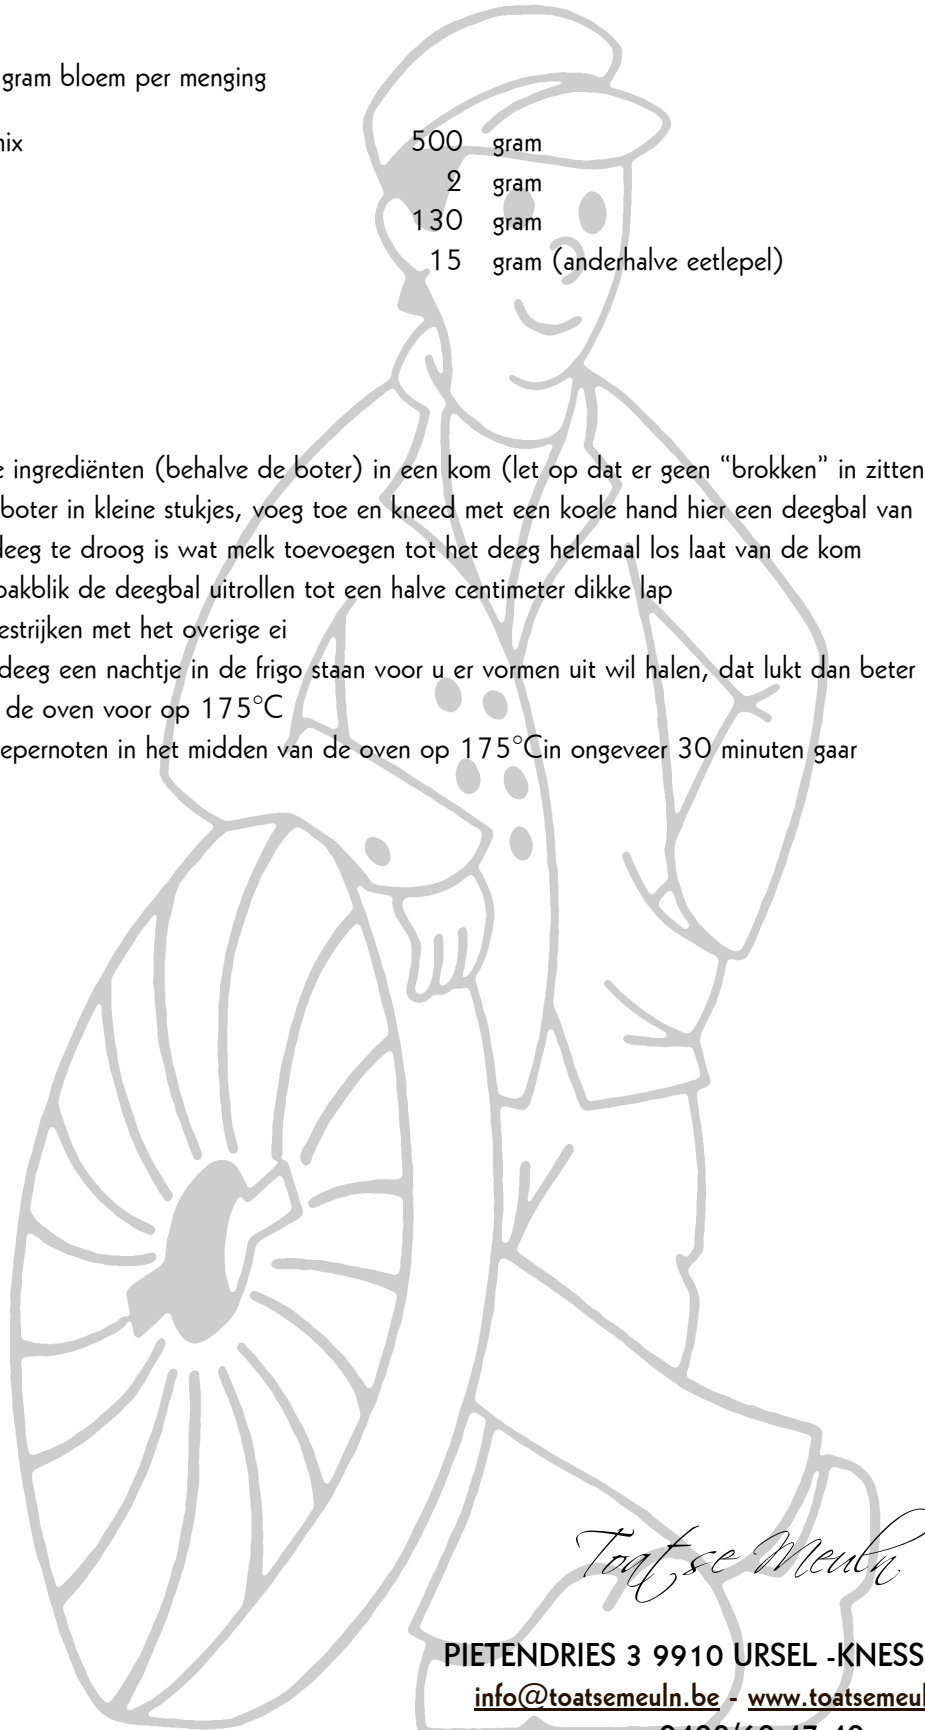 gram bloem per menging
mix 500 gram
2 gram
130 gram
15 gram (anderhalve eetlepel)
e ingrediënten (behalve de boter) in een kom (let op dat er geen “brokken” in zitten
boter in kleine stukjes, voeg toe en kneed met een koele hand hier een deegbal van
deeg te droog is wat melk toevoegen tot het deeg helemaal los laat van de kom
bakblik de deegbal uitrollen tot een halve centimeter dikke lap
estrijken met het overige ei
deeg een nachtje in de frigo staan voor u er vormen uit wil halen, dat lukt dan beter
de oven voor op 175°C
epernoten in het midden van de oven op 175°Cin ongeveer 30 minuten gaar
Toatse Meuln
PIETENDRIES 3 9910 URSEL -KNESS
info@toatsemeuln.be - www.toatsemeul